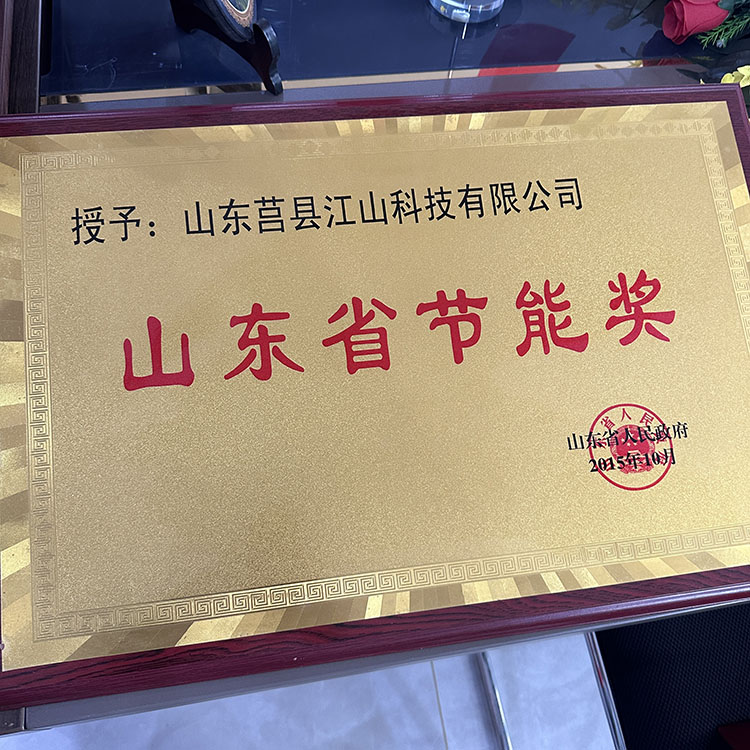 授予：山东莒县江山科技有限公司
山东省节能奖
山东省人民政府
2015年10月